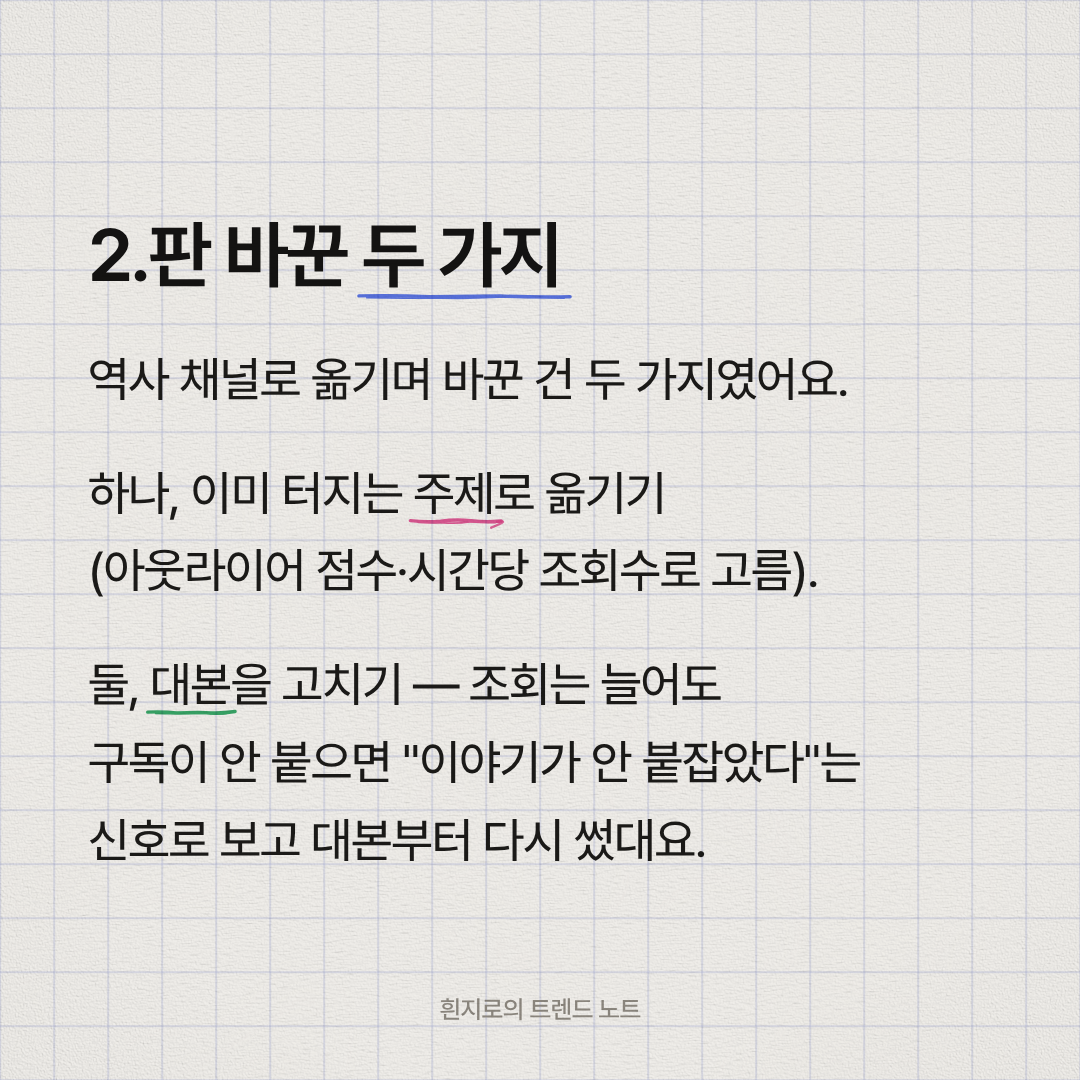 2.판 바꾼 두 가지
역사 채널로 옮기며 바꾼 건 두 가지였어요.
하나, 이미 터지는 주제로 옮기기
(아웃라이어 점수·시간당 조회수로 고름).
둘, 대본을 고치기 — 조회는 늘어도
구독이 안 붙으면 "이야기가 안 붙잡았다"는
신호로 보고 대본부터 다시 썼대요.
흰지로의 트렌드 노트